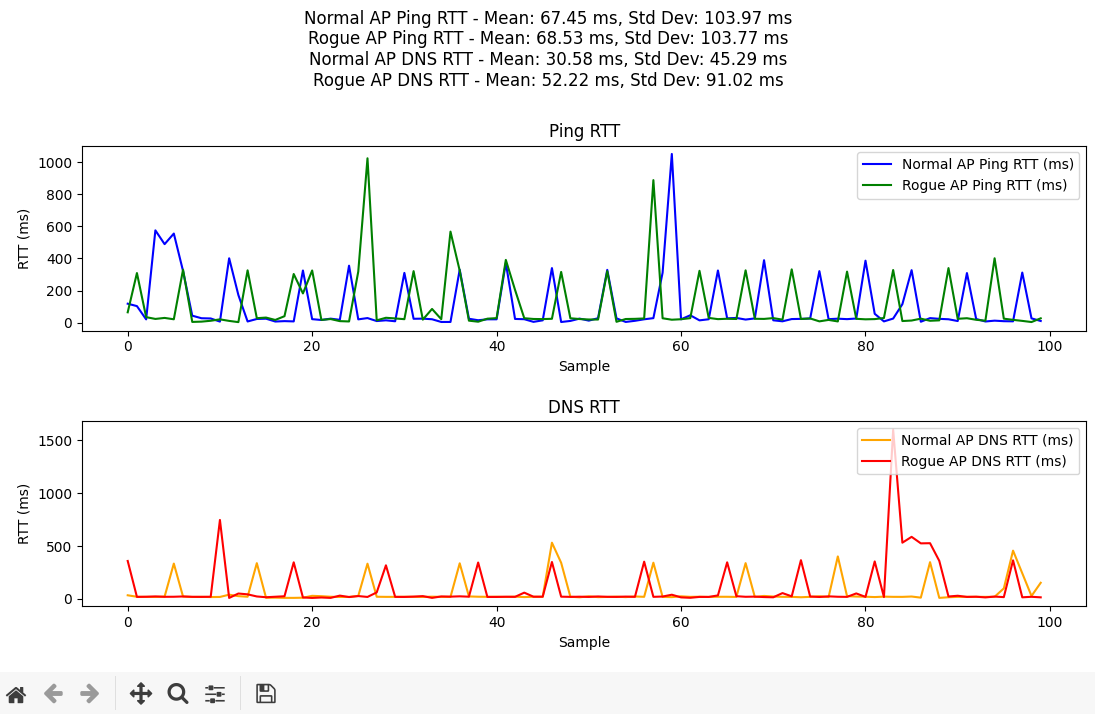 Normal AP Ping RTT - Mean: 67.45 ms, Std Dev: 103.97 ms
Rogue AP Ping RTT - Mean: 68.53 ms, Std Dev: 103.77 ms
Normal AP DNS RTT - Mean: 30.58 ms, Std Dev: 45.29 ms
Rogue AP DNS RTT - Mean: 52.22 ms, Std Dev: 91.02 ms
Ping RTT
Normal AP Ping RTT (ms)
Rogue AP Ping RTT (ms)
RTT (ms)
1000
800
600
400
200
0
0 20 40 60 80 100
Sample
DNS RTT
Normal AP DNS RTT (ms)
Rogue AP DNS RTT (ms)
RTT (ms)
1500
1000
500
0
0 20 40 60 80 100
Sample